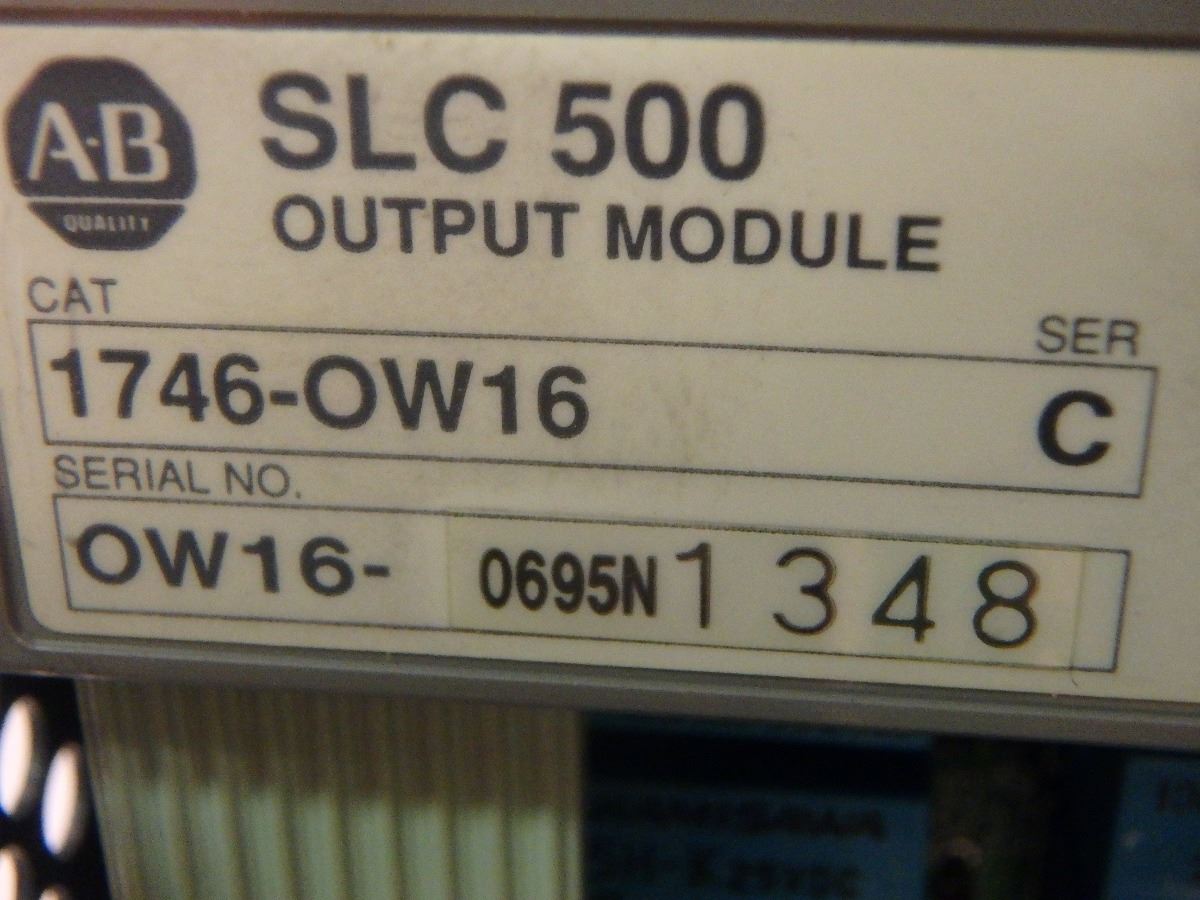 A-B
QUALITY
SLC 500
OUTPUT MODULE
CAT
SER
1746-OW16
C
SERIAL NO.
OW16- 0695N1348